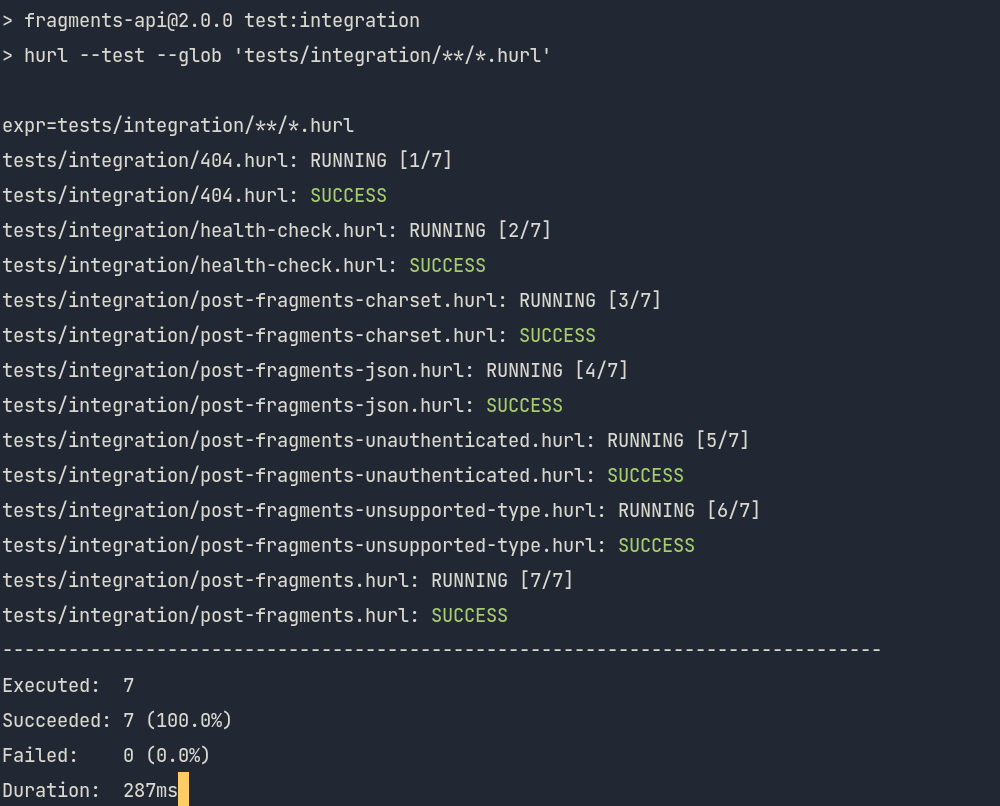 > fragments-api@2.0.0 test:integration
> hurl --test --glob 'tests/integration/**/*.hurl'
expr=tests/integration/**/*.hurl
tests/integration/404.hurl: RUNNING [1/7]
tests/integration/404.hurl: SUCCESS
tests/integration/health-check.hurl: RUNNING [2/7]
tests/integration/health-check.hurl: SUCCESS
tests/integration/post-fragments-charset.hurl: RUNNING [3/7]
tests/integration/post-fragments-charset.hurl: SUCCESS
tests/integration/post-fragments-json.hurl: RUNNING [4/7]
tests/integration/post-fragments-json.hurl: SUCCESS
tests/integration/post-fragments-unauthenticated.hurl: RUNNING [5/7]
tests/integration/post-fragments-unauthenticated.hurl: SUCCESS
tests/integration/post-fragments-unsupported-type.hurl: RUNNING [6/7]
tests/integration/post-fragments-unsupported-type.hurl: SUCCESS
tests/integration/post-fragments.hurl: RUNNING [7/7]
tests/integration/post-fragments.hurl: SUCCESS
--------------------------------------------------------------------------------
Executed:  7
Succeeded: 7 (100.0%)
Failed:    0 (0.0%)
Duration:  287ms